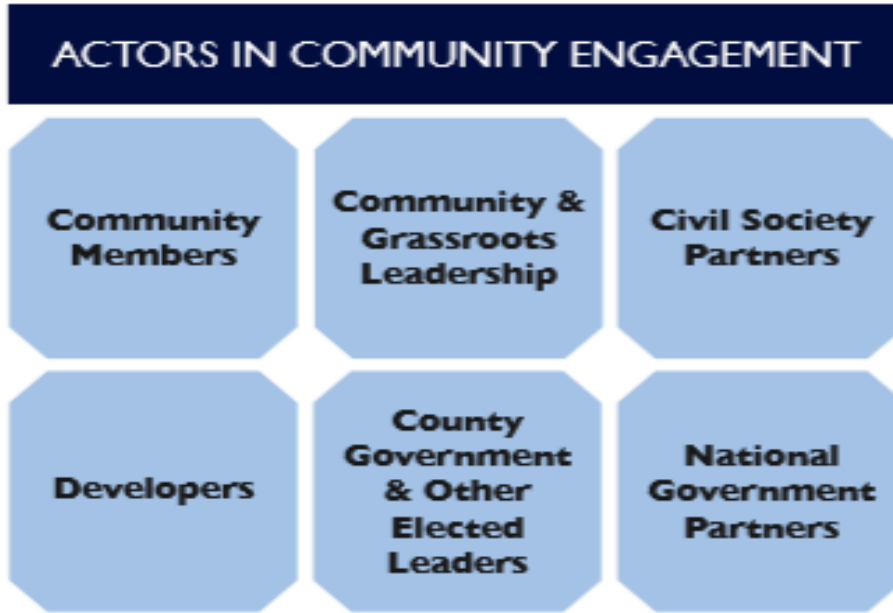 ACTORS IN COMMUNITY ENGAGEMENT
Community
Members
Community &
Grassroots
Leadership
Civil Society
Partners
Developers
County
Government
& Other
Elected
Leaders
National
Government
Partners